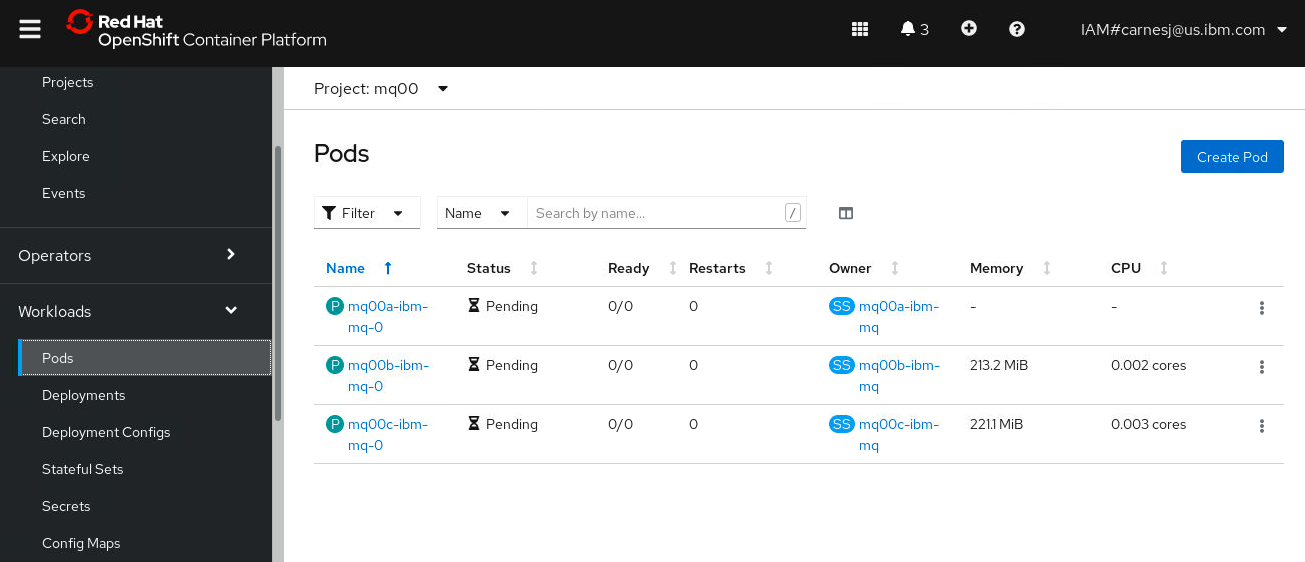 Red Hat
OpenShift Container Platform
3
IAM#carnesj@us.ibm.com
Projects
Search
Explore
Events
Operators
Workloads
Pods
Deployments
Deployment Configs
Stateful Sets
Secrets
Config Maps
Project: mq00
Pods
Create Pod
Filter
Name
Search by name...
/
Name Status Ready Restarts Owner Memory CPU
P mq00a-ibm- Pending 0/0 0 SS mq00a-ibm- - -
mq-0 mq
P mq00b-ibm- Pending 0/0 0 SS mq00b-ibm- 213.2 MiB 0.002 cores
mq-0 mq
P mq00c-ibm- Pending 0/0 0 SS mq00c-ibm- 221.1 MiB 0.003 cores
mq-0 mq